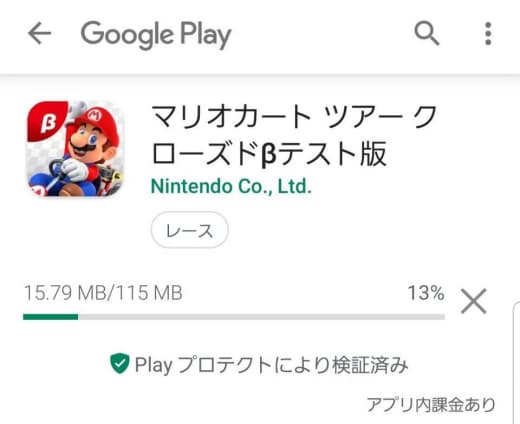 Google Play
β
M
マリオカート ツアー ク
ローズドβテスト版
Nintendo Co., Ltd.
レース
15.79 MB/115 MB
13%
Play プロテクトにより検証済み
アプリ内課金あり